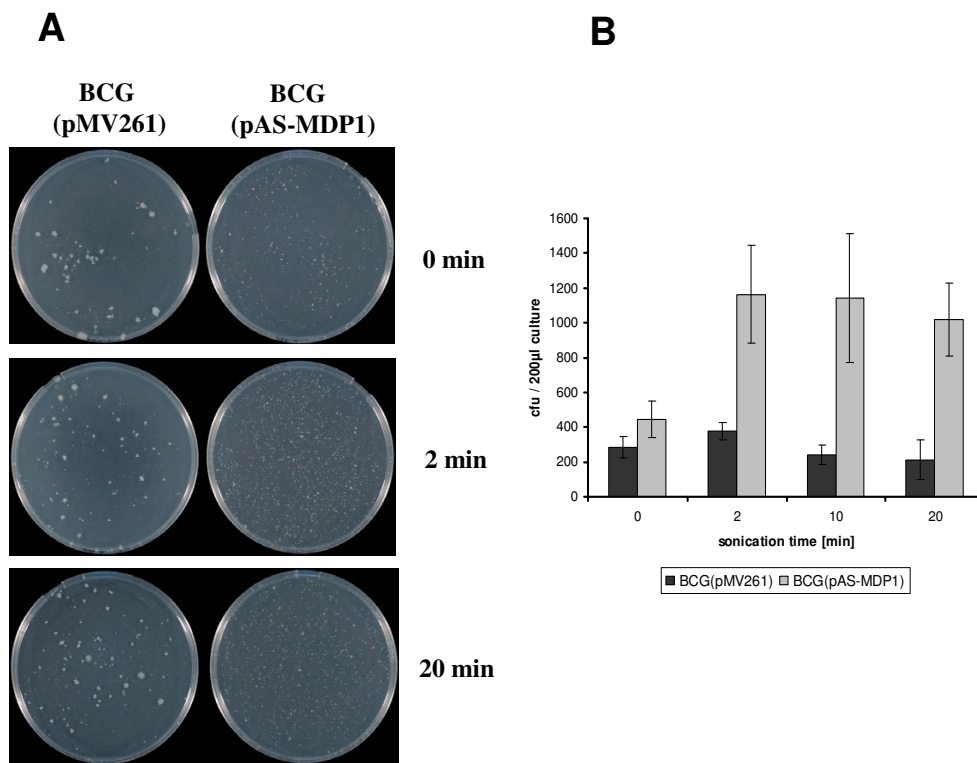 A
B
BCG
(pMV261)
BCG
(pAS-MDP1)
0 min
2 min
20 min
cfu / 200µl culture
1600
1400
1200
1000
800
600
400
200
0
0 2 10 20
sonication time [min]
BCG(pMV261) BCG(pAS-MDP1)